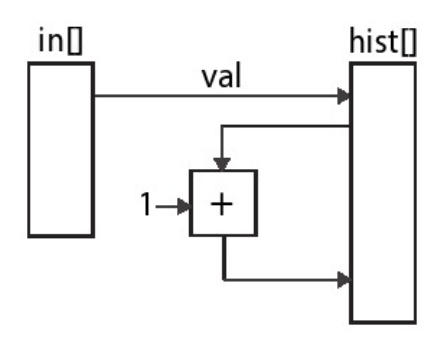 in[]
hist[]
val
1
+